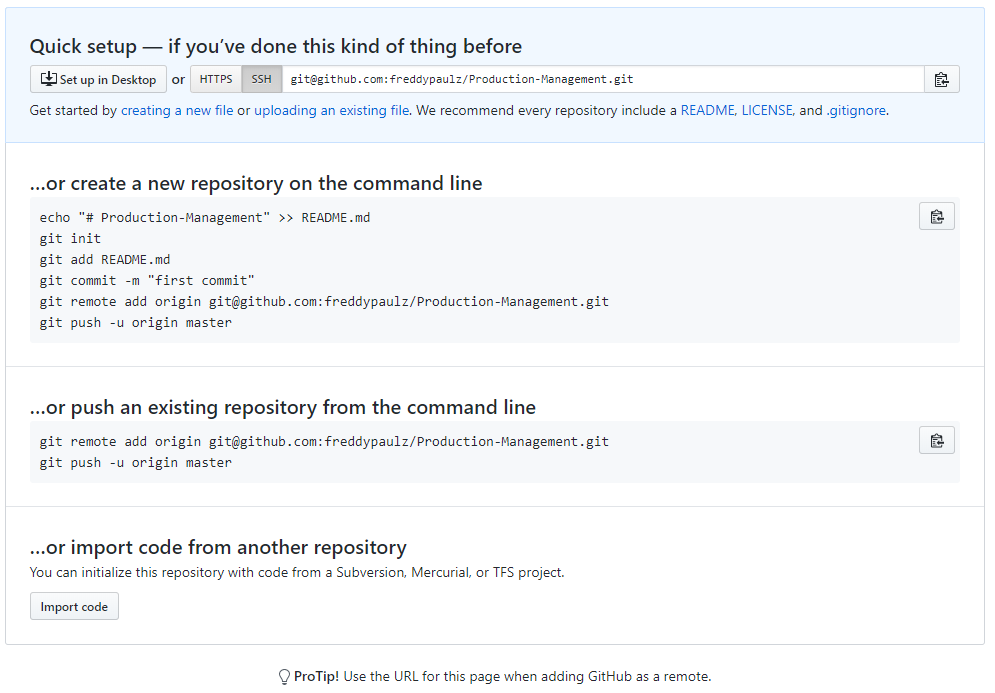 Quick setup — if you’ve done this kind of thing before
Set up in Desktop or HTTPS SSH git@github.com:freddypaulz/Production-Management.git
Get started by creating a new file or uploading an existing file. We recommend every repository include a README, LICENSE, and .gitignore.
…or create a new repository on the command line
echo "# Production-Management" >> README.md
git init
git add README.md
git commit -m "first commit"
git remote add origin git@github.com:freddypaulz/Production-Management.git
git push -u origin master
…or push an existing repository from the command line
git remote add origin git@github.com:freddypaulz/Production-Management.git
git push -u origin master
…or import code from another repository
You can initialize this repository with code from a Subversion, Mercurial, or TFS project.
Import code
ProTip! Use the URL for this page when adding GitHub as a remote.